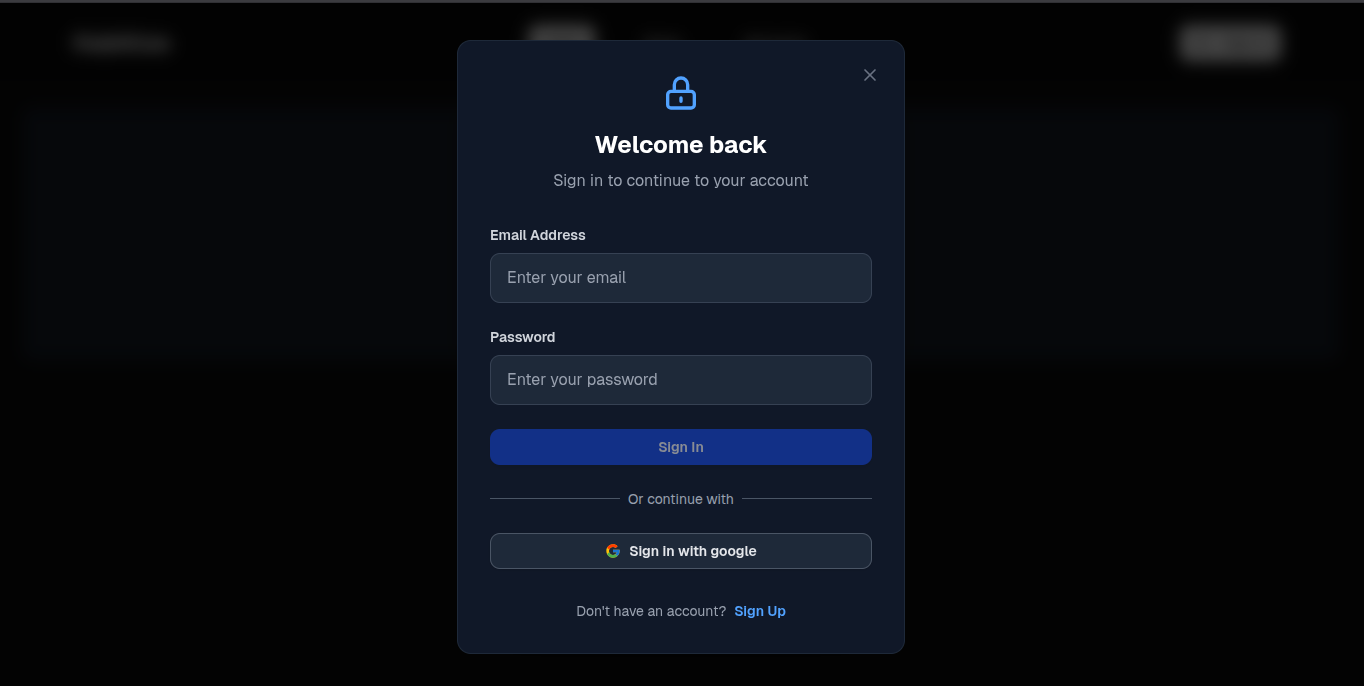 Welcome back
Sign in to continue to your account
Email Address
Enter your email
Password
Enter your password
Sign In
Or continue with
Sign in with google
Don't have an account? Sign Up